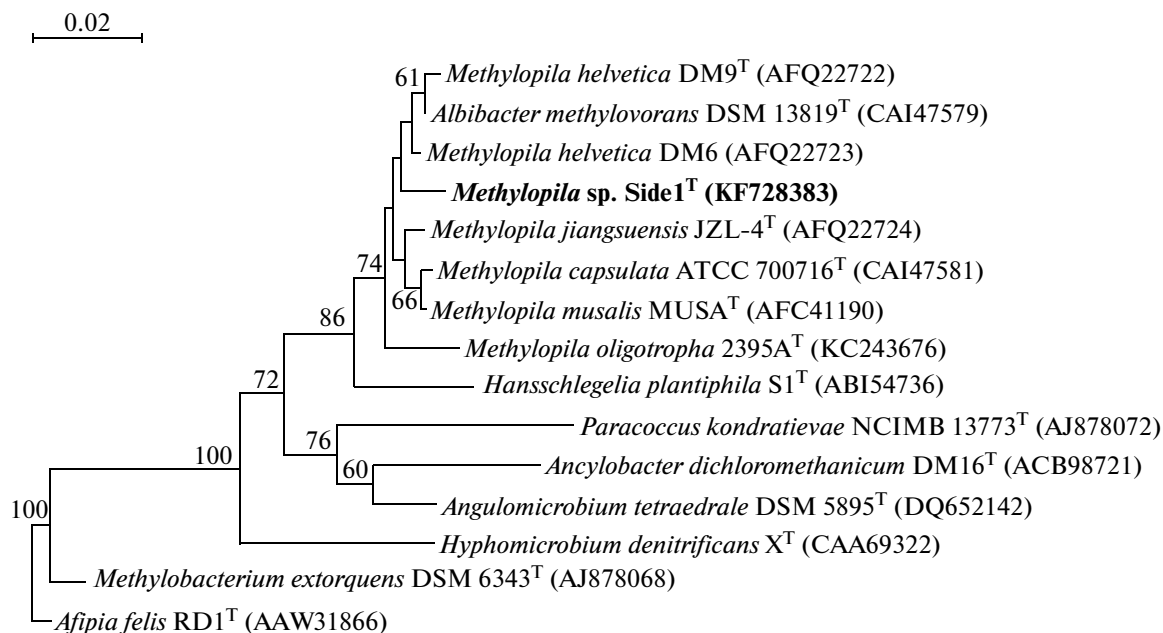 0.02
61
Methylopila helvetica DM9ᵀ (AFQ22722)
Albibacter methylovorans DSM 13819ᵀ (CAI47579)
Methylopila helvetica DM6 (AFQ22723)
Methylopila sp. Side1ᵀ (KF728383)
Methylopila jiangsuensis JZL-4ᵀ (AFQ22724)
74
Methylopila capsulata ATCC 700716ᵀ (CAI47581)
66
Methylopila musalis MUSAᵀ (AFC41190)
86
Methylopila oligotropha 2395Aᵀ (KC243676)
72
Hansschlegelia plantiphila S1ᵀ (ABI54736)
Paracoccus kondratievae NCIMB 13773ᵀ (AJ878072)
76
100
Ancylobacter dichloromethanicum DM16ᵀ (ACB98721)
60
Angulomicrobium tetraedrale DSM 5895ᵀ (DQ652142)
100
Hyphomicrobium denitrificans Xᵀ (CAA69322)
Methylobacterium extorquens DSM 6343ᵀ (AJ878068)
Afipia felis RD1ᵀ (AAW31866)